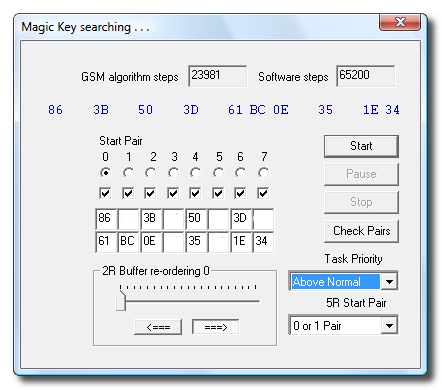 Magic Key searching . . .
GSM algorithm steps 23981 Software steps 65200
86 3B 50 3D 61 BC 0E 35 1E 34
Start Pair
0 1 2 3 4 5 6 7
Start
Pause
Stop
Check Pairs
86 3B 50 3D
61 BC 0E 35 1E 34
Task Priority
Above Normal
5R Start Pair
0 or 1 Pair
2R Buffer re-ordering 0
<=== ===>